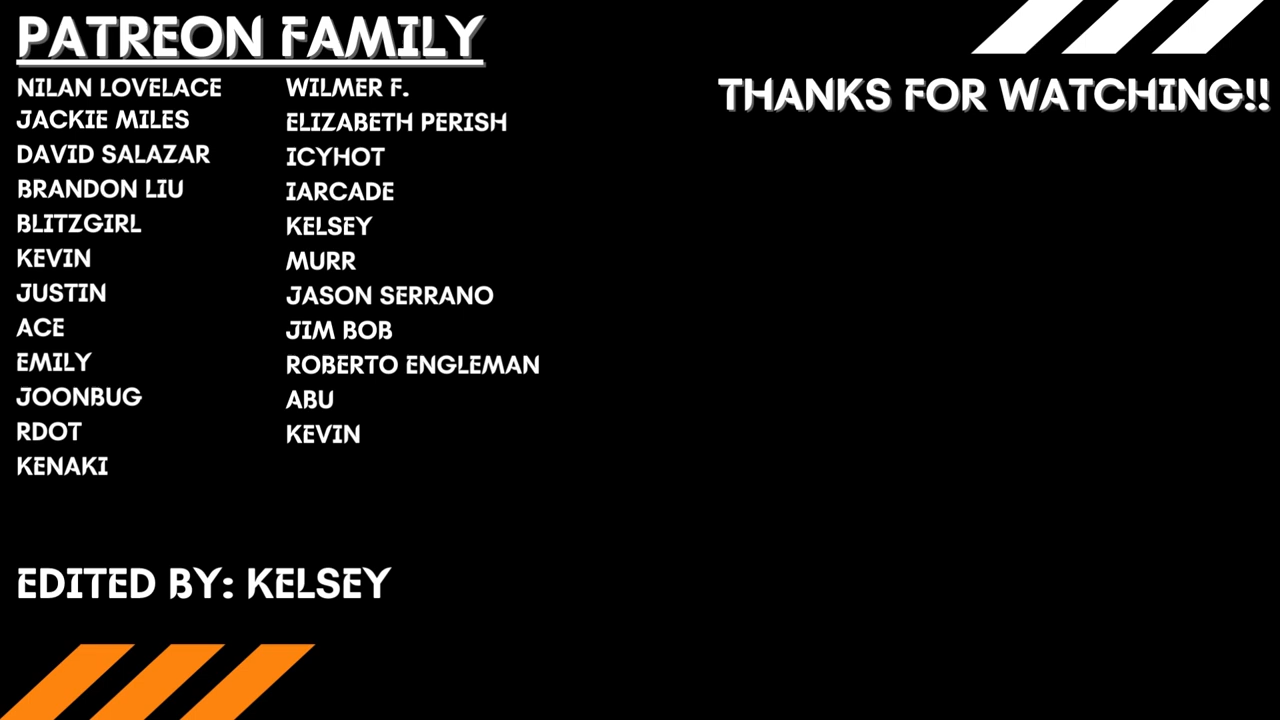 PATREON FAMILY
NILAN LOVELACE
JACKIE MILES
DAVID SALAZAR
BRANDON LIU
BLITZGIRL
KEVIN
JUSTIN
ACE
EMILY
JOONBUG
RDOT
KENAKI
WILMER F.
ELIZABETH PERISH
ICYHOT
IARCADE
KELSEY
MURR
JASON SERRANO
JIM BOB
ROBERTO ENGLEMAN
ABU
KEVIN
THANKS FOR WATCHING!!
EDITED BY: KELSEY